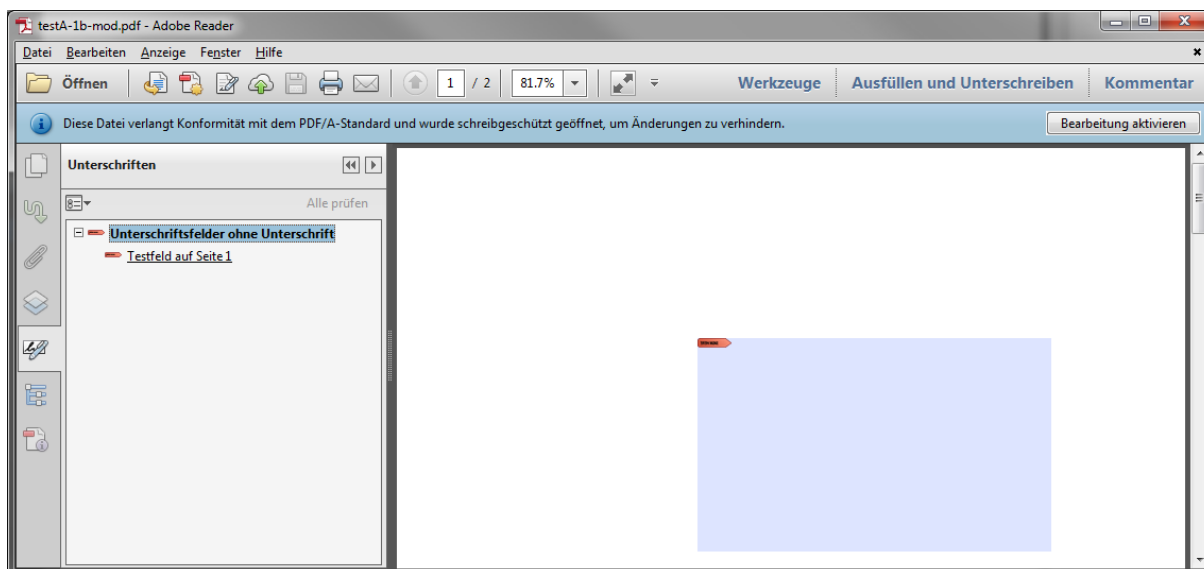 testA-1b-mod.pdf - Adobe Reader
Datei Bearbeiten Anzeige Fenster Hilfe
Öffnen 1 / 2 81.7% Werkzeuge Ausfüllen und Unterschreiben Kommentar
Diese Datei verlangt Konformität mit dem PDF/A-Standard und wurde schreibgeschützt geöffnet, um Änderungen zu verhindern. Bearbeitung aktivieren
Unterschriften
Alle prüfen
Unterschriftsfelder ohne Unterschrift
Testfeld auf Seite 1